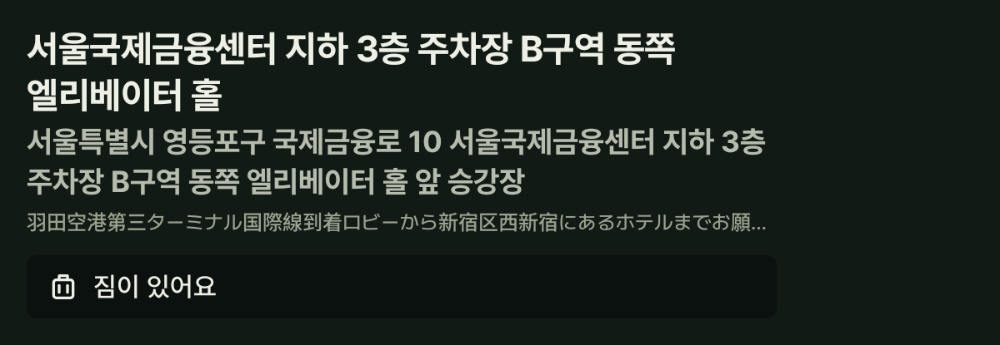 서울국제금융센터 지하 3층 주차장 B구역 동쪽
엘리베이터 홀
서울특별시 영등포구 국제금융로 10 서울국제금융센터 지하 3층
주차장 B구역 동쪽 엘리베이터 홀 앞 승강장
羽田空港第三ターミナル国際線到着ロビーから新宿区西新宿にあるホテルまでお願...
짐이 있어요